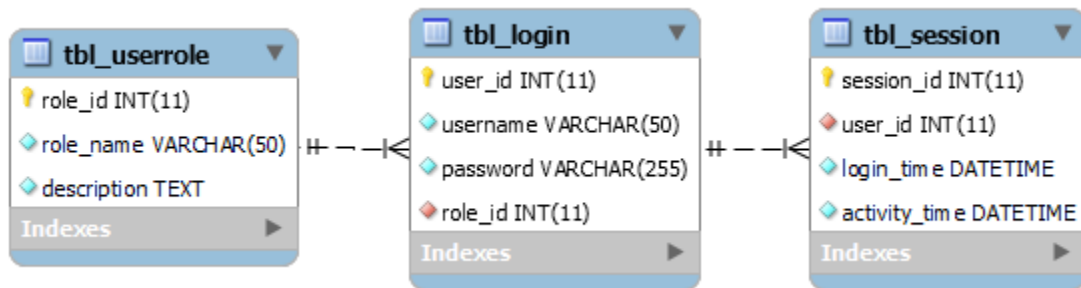 tbl_userrole
role_id INT(11)
role_name VARCHAR(50)
description TEXT
Indexes
tbl_login
user_id INT(11)
username VARCHAR(50)
password VARCHAR(255)
role_id INT(11)
Indexes
tbl_session
session_id INT(11)
user_id INT(11)
login_time DATETIME
activity_time DATETIME
Indexes